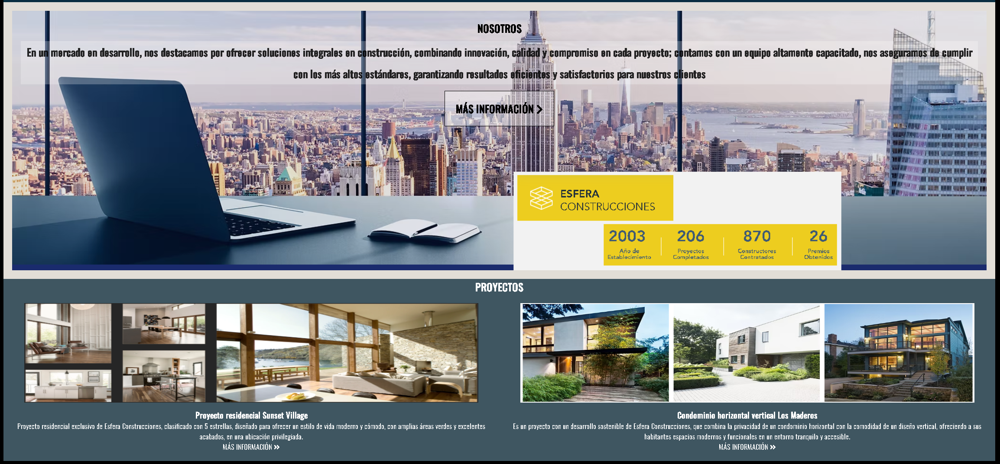 NOSOTROS
En un mercado en desarrollo, nos destacamos por ofrecer soluciones integrales en construcción, combinando innovación, calidad y compromiso en cada proyecto; contamos con un equipo altamente capacitado, nos aseguramos de cumplir
con los más altos estándares, garantizando resultados eficientes y satisfactorios para nuestros clientes
MÁS INFORMACIÓN
ESFERA
CONSTRUCCIONES
2003 206 870 26
Año de Proyectos Constructores Premios
Establecimiento Completados Contratados Obtenidos
PROYECTOS
Proyecto residencial Sunset Village
Proyecto residencial exclusivo de Esfera Construcciones, clasificado con 5 estrellas, diseñado para ofrecer un estilo de vida moderno y cómodo, con amplias áreas verdes y excelentes
acabados, en una ubicación privilegiada.
MÁS INFORMACIÓN
Condominio horizontal vertical Los Maderos
Es un proyecto con un desarrollo sostenible de Esfera Construcciones, que combina la privacidad de un condominio horizontal con la comodidad de un diseño vertical, ofreciendo a sus
habitantes espacios modernos y funcionales en un entorno tranquilo y accesible.
MÁS INFORMACIÓN